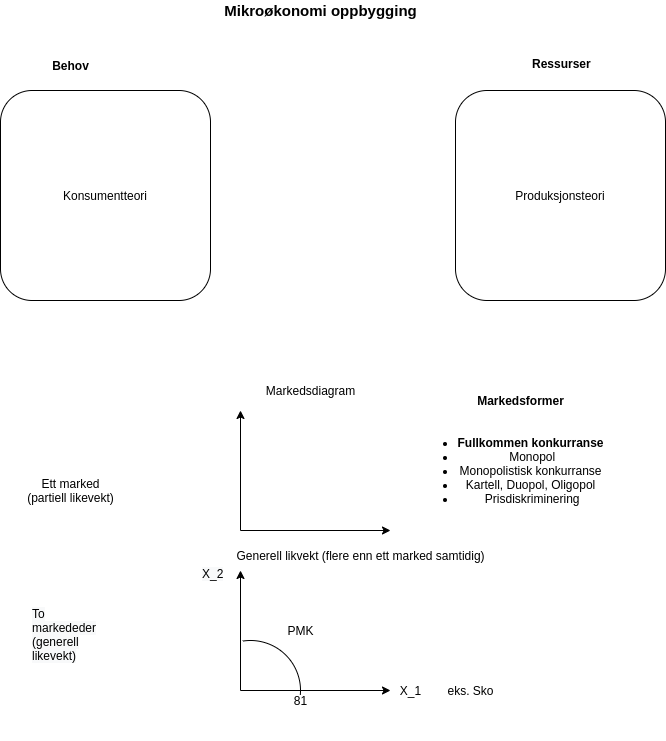 Mikroøkonomi oppbygging
Behov
Ressurser
Konsumentteori
Produksjonsteori
Markedsdiagram
Markedsformer
Fullkommen konkurranse
Monopol
Monopolistisk konkurranse
Kartell, Duopol, Oligopol
Prisdiskriminering
Ett marked
(partiell likevekt)
Generell likvekt (flere enn ett marked samtidig)
X_2
To
markededer
(generell
likevekt)
PMK
X_1
eks. Sko
81